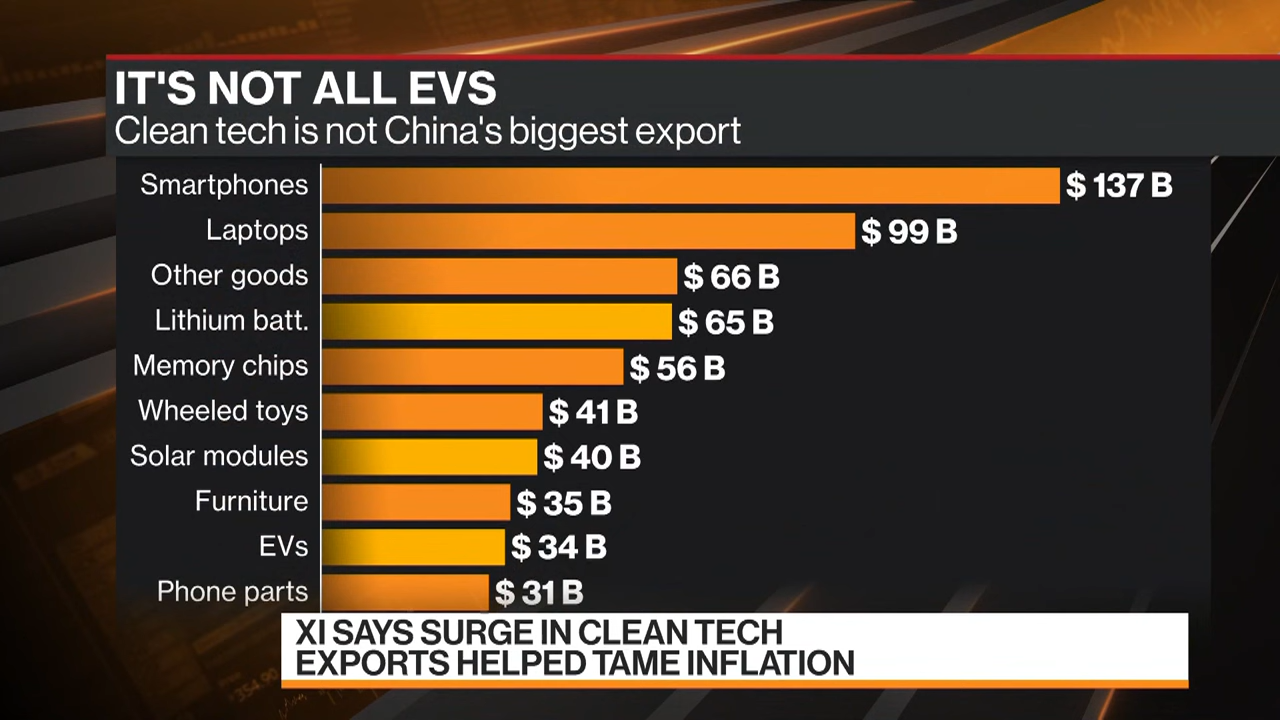 IT'S NOT ALL EVS
Clean tech is not China's biggest export
Smartphones $ 137 B
Laptops $ 99 B
Other goods $ 66 B
Lithium batt. $ 65 B
Memory chips $ 56 B
Wheeled toys $ 41 B
Solar modules $ 40 B
Furniture $ 35 B
EVs $ 34 B
Phone parts $ 31 B
XI SAYS SURGE IN CLEAN TECH
EXPORTS HELPED TAME INFLATION